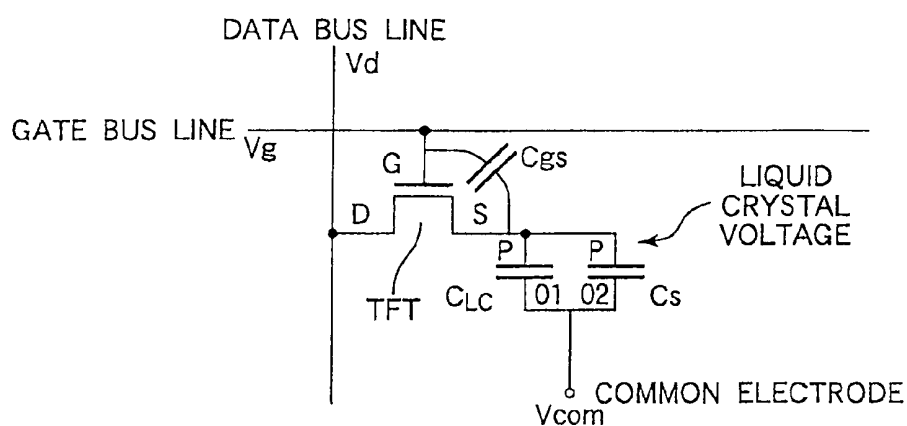 DATA BUS LINE
Vd
GATE BUS LINE
Vg
G
Cgs
D
S
LIQUID
CRYSTAL
VOLTAGE
P
P
TFT
CLC
01
02
Cs
Vcom
COMMON ELECTRODE